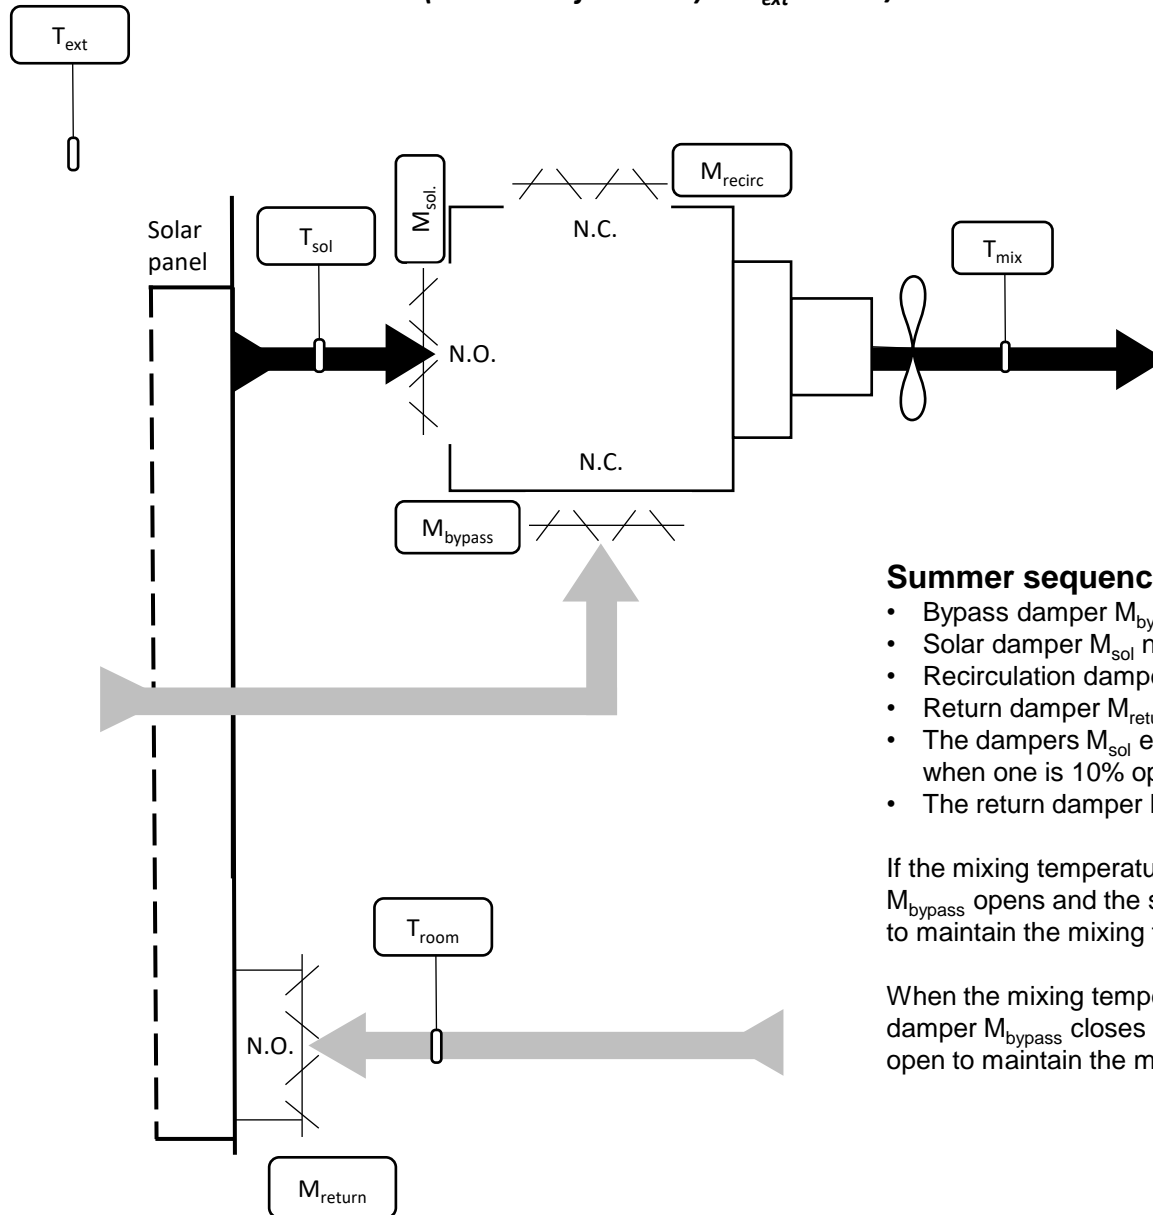 T_ext
M_sol.
M_recirc
Solar
panel
T_sol
N.C.
T_mix
N.O.
N.C.
M_bypass
Summer sequenc
• Bypass damper M_by
• Solar damper M_sol n
• Recirculation dampe
• Return damper M_retu
• The dampers M_sol e
when one is 10% op
• The return damper
If the mixing temperatu
M_bypass opens and the s
to maintain the mixing
T_room
When the mixing tempe
damper M_bypass closes
open to maintain the m
N.O.
M_return